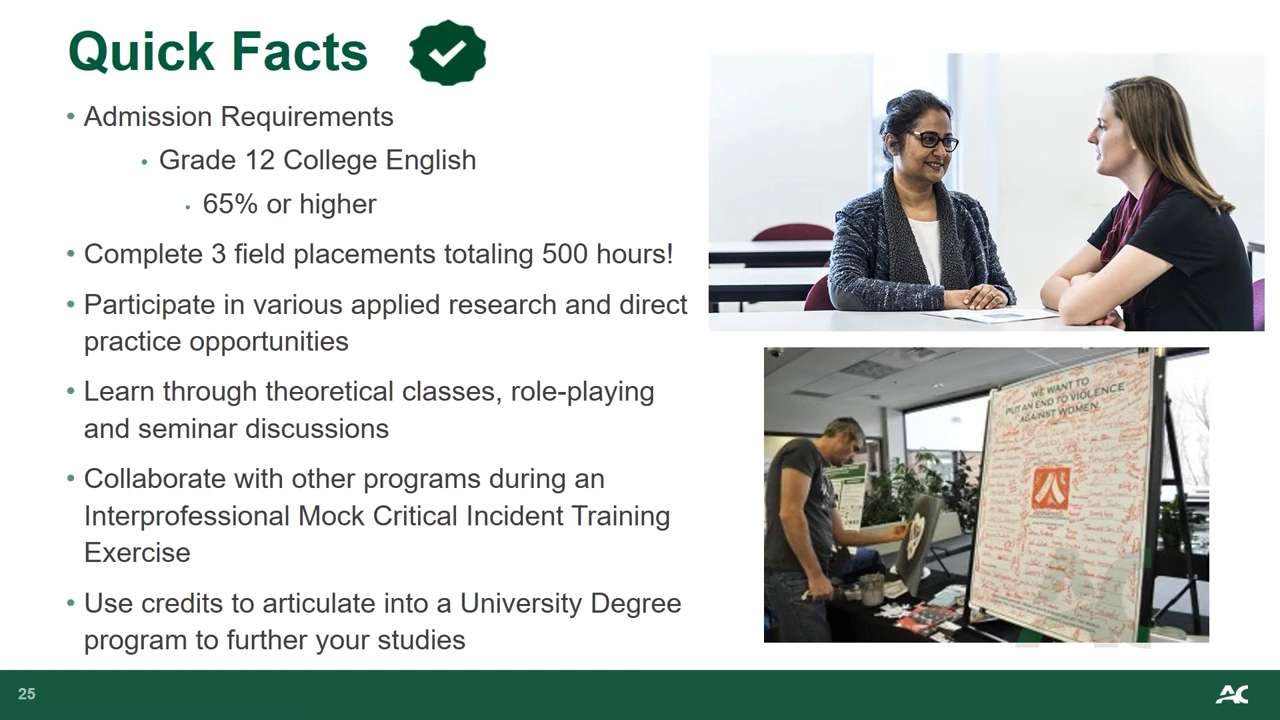 Quick Facts
Admission Requirements
Grade 12 College English
65% or higher
Complete 3 field placements totaling 500 hours!
Participate in various applied research and direct
practice opportunities
Learn through theoretical classes, role-playing
and seminar discussions
Collaborate with other programs during an
Interprofessional Mock Critical Incident Training
Exercise
Use credits to articulate into a University Degree
program to further your studies
WE WANT TO
PUT AN END TO VIOLENCE
AGAINST WOMEN.
25
AC